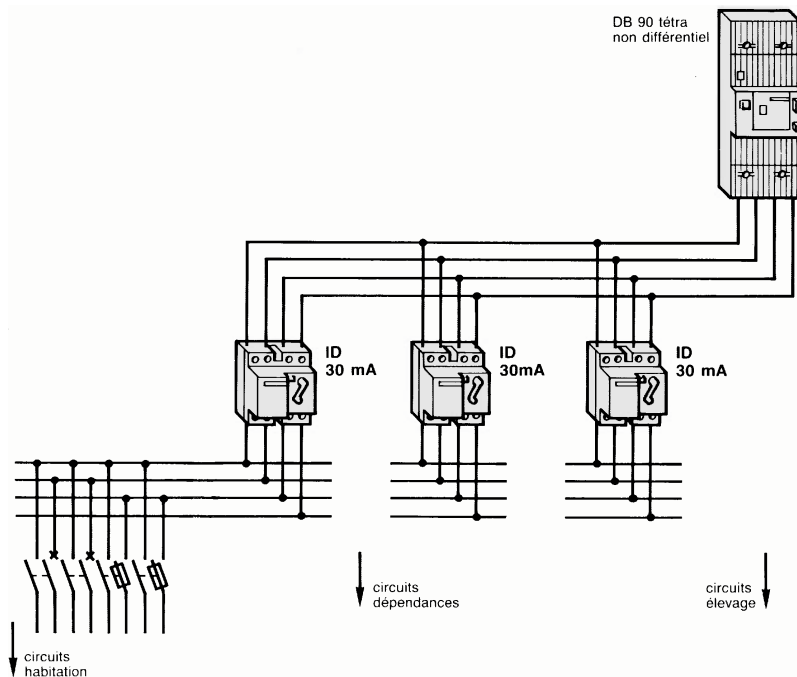 DB 90 tétra
non différentiel
ID
30 mA
ID
30mA
ID
30 mA
circuits
dépendances
circuits
élevage
circuits
habitation